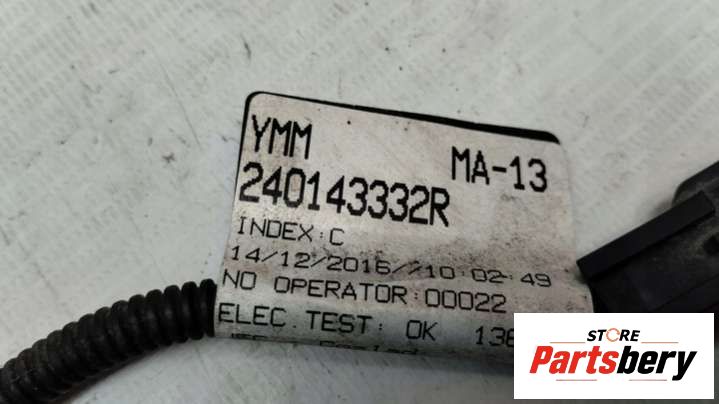 YMM MA-13
240143332R
INDEX:C
14/12/2016//10:02:49
NO OPERATOR:00022
ELEC.TEST: OK
STORE
Partsbery